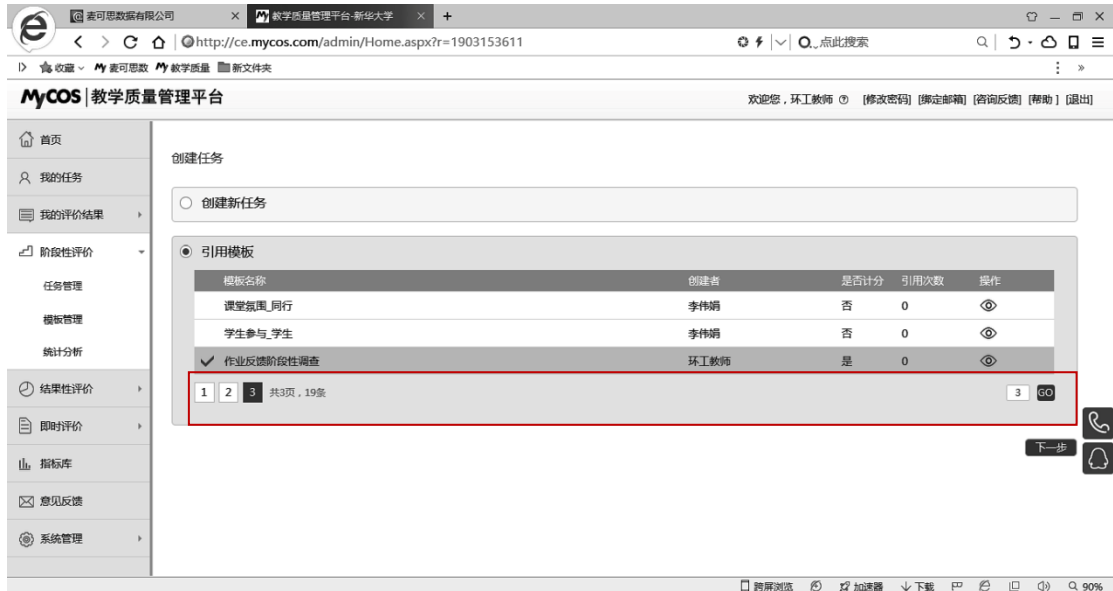 麦可思数据有限公司 教学质量管理平台-新华大学
http://ce.mycos.com/admin/Home.aspx?r=1903153611 点此搜索
收藏 麦可思数 教学质量 新文件夹
MyCOS 教学质量管理平台 欢迎您，环工教师 [修改密码] [绑定邮箱] [咨询反馈] [帮助] [退出]
首页
我的任务
我的评价结果
阶段性评价
任务管理
模板管理
统计分析
结果性评价
即时评价
指标库
意见反馈
系统管理
创建任务
创建新任务
引用模板
模板名称 创建者 是否计分 引用次数 操作
课堂氛围_同行 李伟娟 否 0
学生参与_学生 李伟娟 否 0
作业反馈阶段性调查 环工教师 是 0
1 2 3 共3页，19条 3 GO
下一步
跨屏浏览 加速器 下载 90%